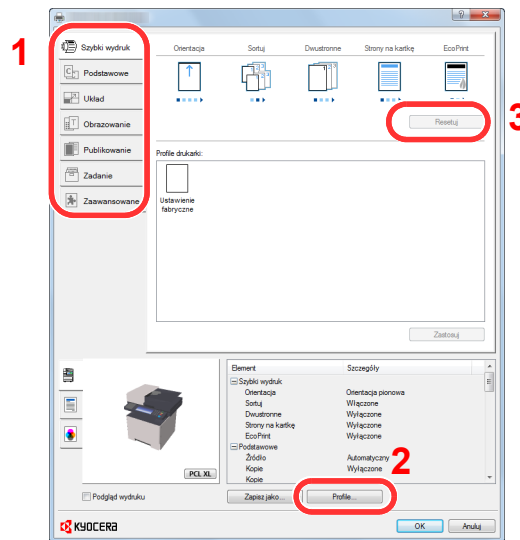 1
Szybki wydruk
Podstawowe
Układ
Obrazowanie
Publikowanie
Zadanie
Zaawansowane
Orientacja Sortuj Dwustronne Strony na kartkę EcoPrint
Resetuj
3
Profile drukarki:
Ustawienie
fabryczne
Zastosuj
Element Szczegóły
Szybki wydruk
Orientacja Orientacja pionowa
Sortuj Włączone
Dwustronne Wyłączone
Strony na kartkę Wyłączone
EcoPrint Wyłączone
Podstawowe
Źródło Automatyczny
Kopie Wyłączone
Kopie
2
PCL XL
Podgląd wydruku
Zapisz jako...
Profile...
KYOCERA
OK
Anuluj